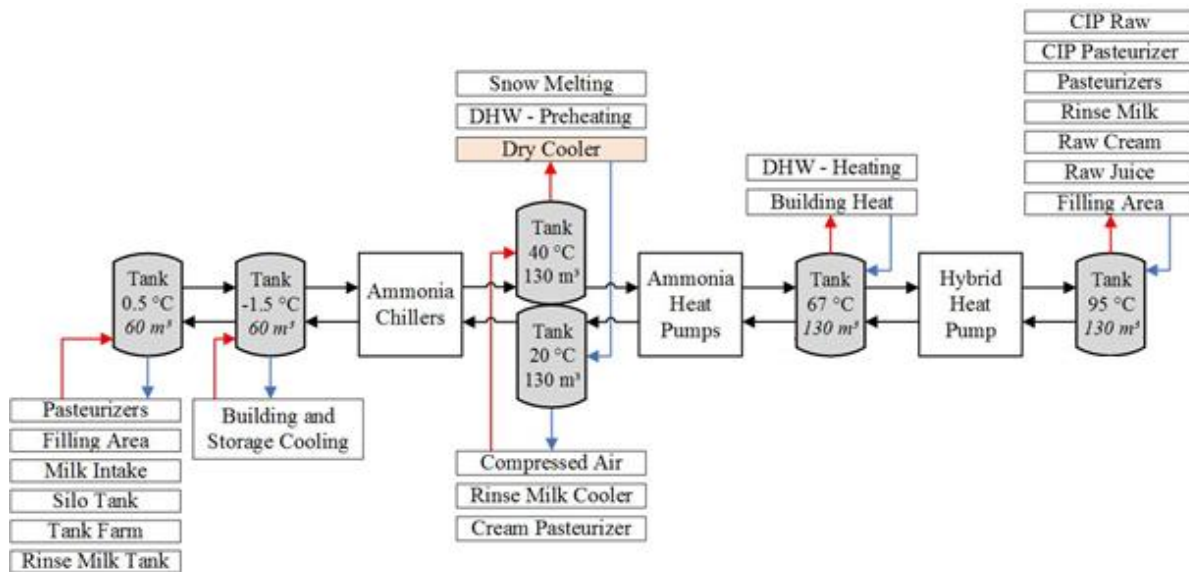 CIP Raw
CIP Pasteurizer
Pasteurizers
Rinse Milk
Raw Cream
Raw Juice
Filling Area
Snow Melting
DHW - Preheating
Dry Cooler
DHW - Heating
Building Heat
Tank
0.5 °C
60 m³
Tank
-1.5 °C
60 m³
Ammonia
Chillers
Tank
40 °C
130 m³
Tank
20 °C
130 m³
Ammonia
Heat
Pumps
Tank
67 °C
130 m³
Hybrid
Heat
Pump
Tank
95 °C
130 m³
Pasteurizers
Filling Area
Milk Intake
Silo Tank
Tank Farm
Rinse Milk Tank
Building and
Storage Cooling
Compressed Air
Rinse Milk Cooler
Cream Pasteurizer